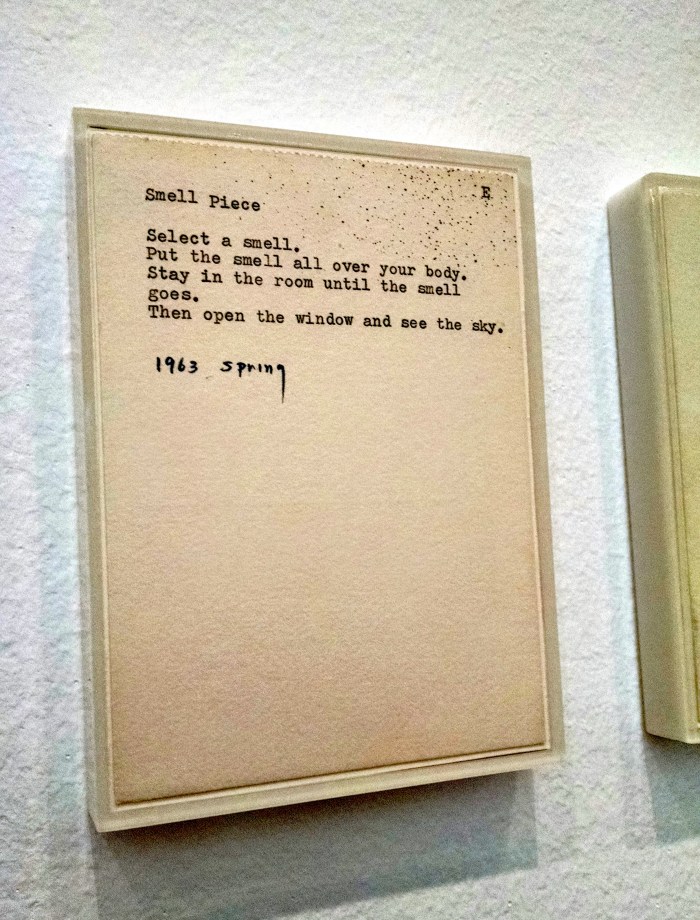 E
Smell Piece
Select a smell.
Put the smell all over your body.
Stay in the room until the smell
goes.
Then open the window and see the sky.
1963 spring